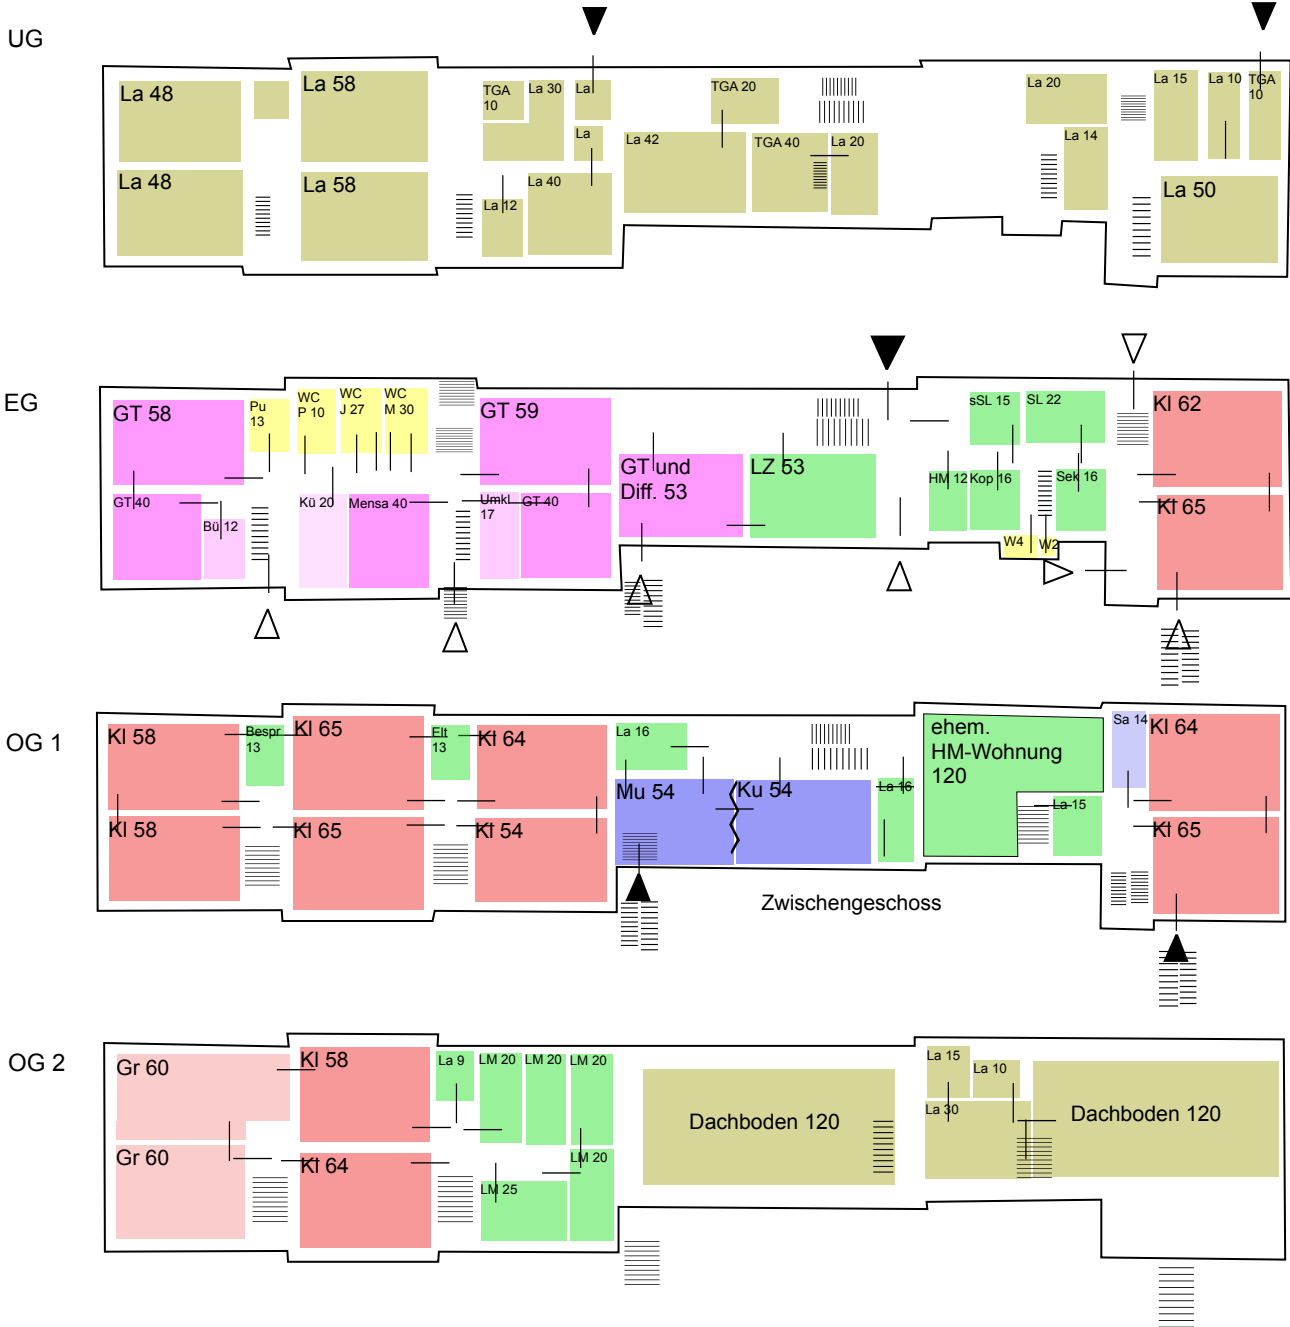 UG
La 48
La 58
TGA
10
La 30
La
TGA 20
La 20
La 15
La 10
TGA
10
La
La 42
TGA 40
La 20
La 14
La 48
La 58
La 12
La 40
La 50
EG
GT 58
Pu
13
WC
P 10
WC
J 27
WC
M 30
GT 59
sSL 15
SL 22
Kl 62
GT und
Diff. 53
LZ 53
HM 12
Kop 16
Sek 16
GT 40
Bü 12
Kü 20
Mensa 40
Umkl
17
GT 40
Kl 65
W4
W2
OG 1
Kl 58
Bespr
13
Kl 65
Elt
13
Kl 64
La 16
ehem.
HM-Wohnung
120
Sa 14
Kl 64
Mu 54
Ku 54
La 16
La 15
Kl 58
Kl 65
Kl 54
Kl 65
Zwischengeschoss
OG 2
Gr 60
Kl 58
La 9
LM 20
LM 20
LM 20
La 15
La 10
Dachboden 120
La 30
Dachboden 120
Gr 60
Kl 64
LM 25
LM 20